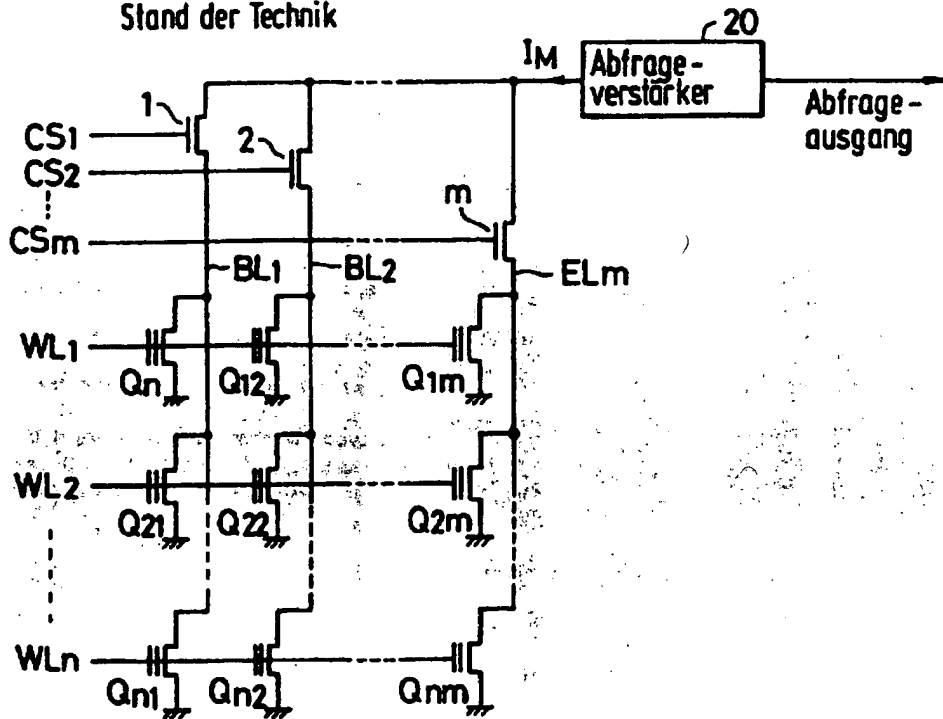 Stand der Technik
20
IM
Abfrage-
verstärker
Abfrage-
ausgang
1
CS1
2
CS2
m
CSm
BL1
BL2
ELm
WL1
Qn
Q12
Q1m
WL2
Q21
Q22
Q2m
WLn
Qn1
Qn2
Qnm